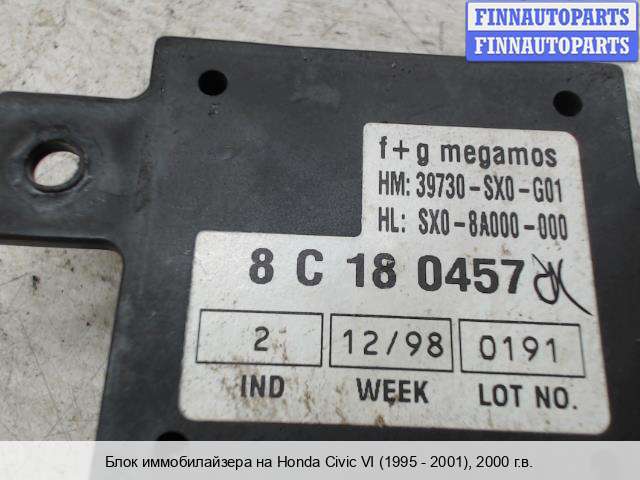 FINNAUTOPARTS
FINNAUTOPARTS
f+g megamos
HM: 39730-SX0-G01
HL: SX0-8A000-000
8 C 18 0457
2 12/98 0191
IND WEEK LOT NO.
Блок иммобилайзера на Honda Civic VI (1995 - 2001), 2000 г.в.